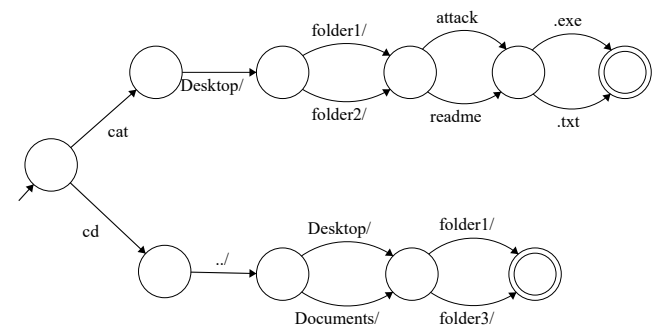 folder1/
attack
.exe
Desktop/
folder2/
readme
.txt
cat
cd
../
Desktop/
folder1/
Documents/
folder3/